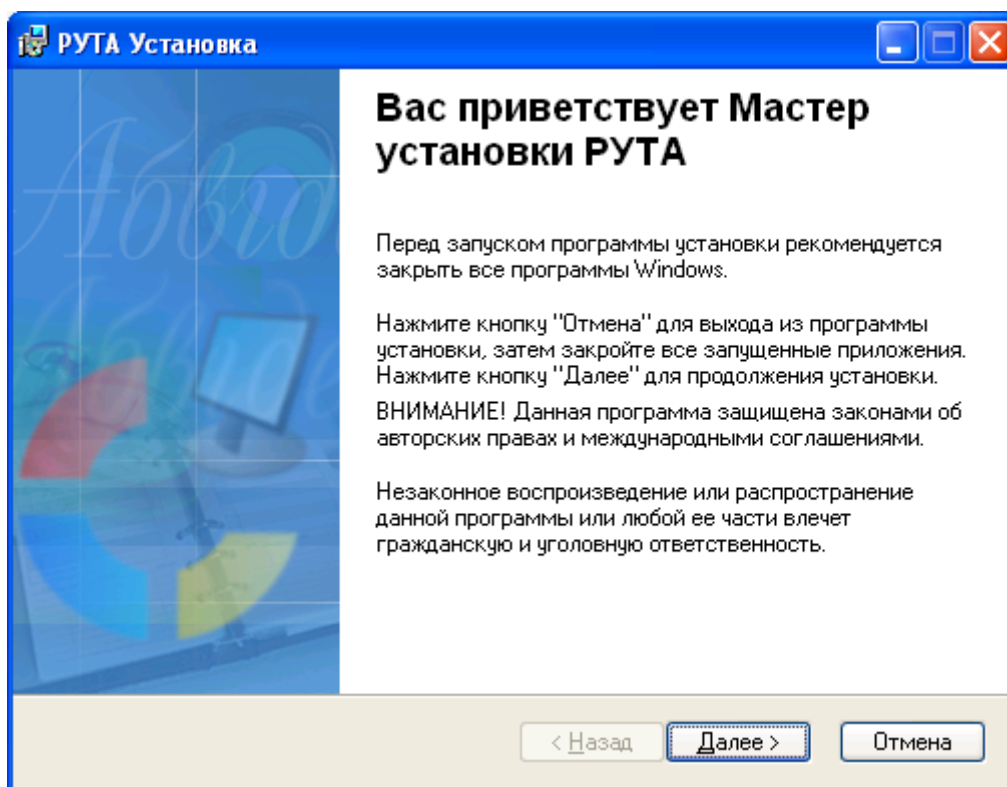 РУТА Установка
Вас приветствует Мастер
установки РУТА
Перед запуском программы установки рекомендуется
закрыть все программы Windows.
Нажмите кнопку "Отмена" для выхода из программы
установки, затем закройте все запущенные приложения.
Нажмите кнопку "Далее" для продолжения установки.
ВНИМАНИЕ! Данная программа защищена законами об
авторских правах и международными соглашениями.
Незаконное воспроизведение или распространение
данной программы или любой ее части влечет
гражданскую и уголовную ответственность.
< Назад
Далее >
Отмена